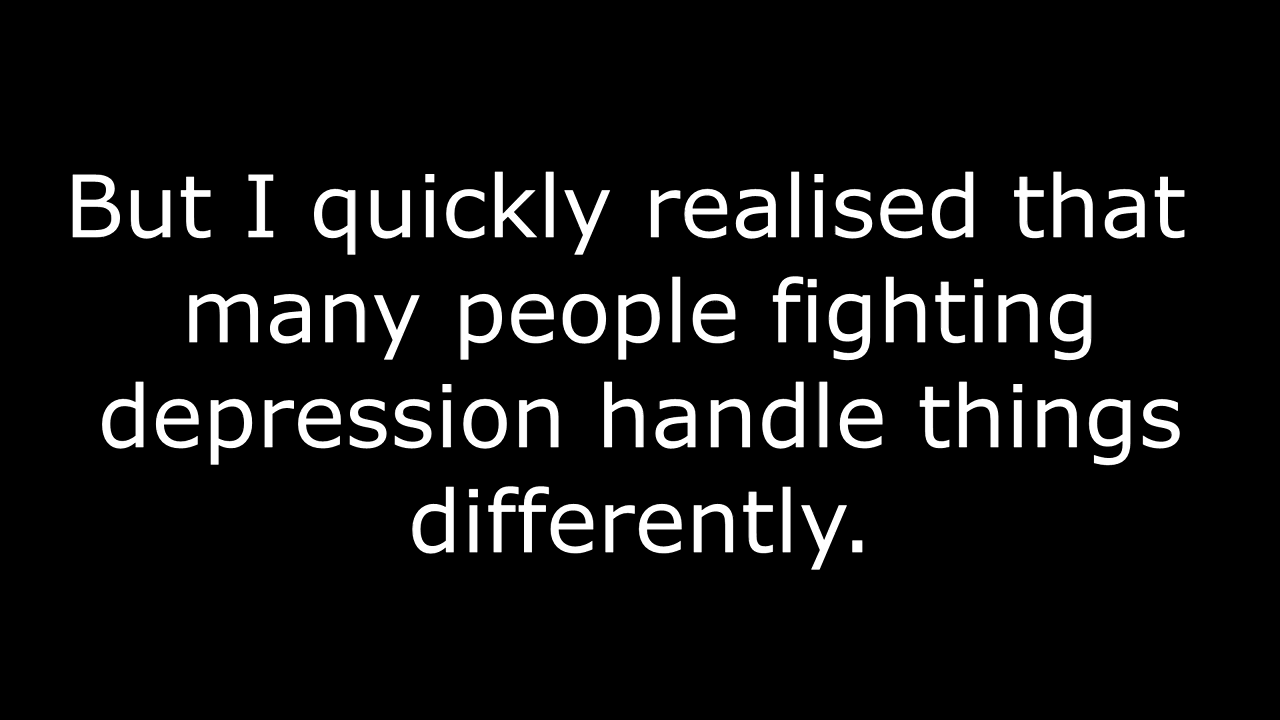 But I quickly realised that
many people fighting
depression handle things
differently.